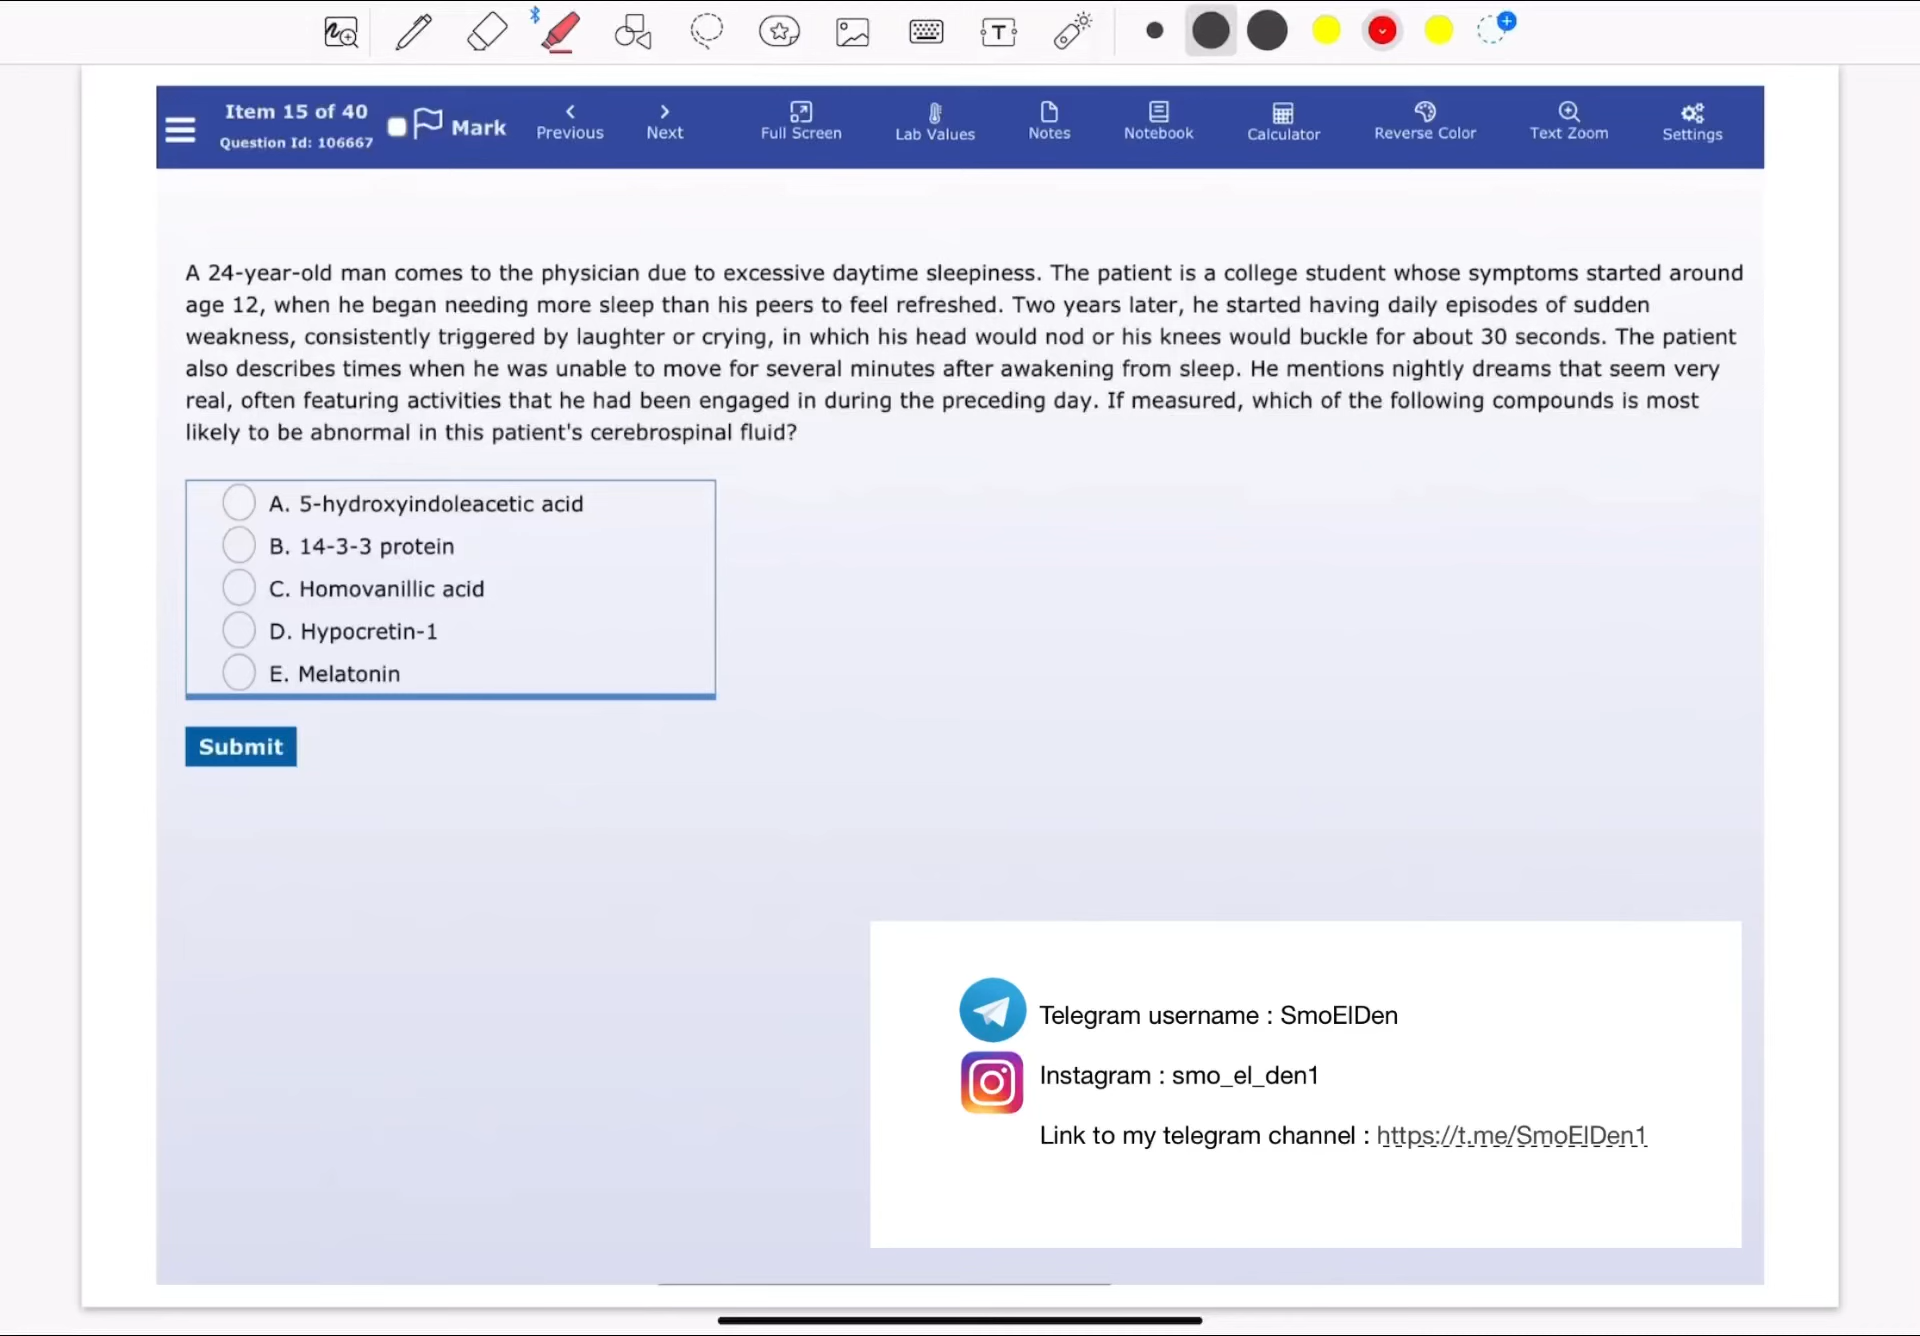 Item 15 of 40
Question Id: 106667
Mark
Previous
Next
Full Screen
Lab Values
Notes
Notebook
Calculator
Reverse Color
Text Zoom
Settings
A 24-year-old man comes to the physician due to excessive daytime sleepiness. The patient is a college student whose symptoms started around
age 12, when he began needing more sleep than his peers to feel refreshed. Two years later, he started having daily episodes of sudden
weakness, consistently triggered by laughter or crying, in which his head would nod or his knees would buckle for about 30 seconds. The patient
also describes times when he was unable to move for several minutes after awakening from sleep. He mentions nightly dreams that seem very
real, often featuring activities that he had been engaged in during the preceding day. If measured, which of the following compounds is most
likely to be abnormal in this patient's cerebrospinal fluid?
A. 5-hydroxyindoleacetic acid
B. 14-3-3 protein
C. Homovanillic acid
D. Hypocretin-1
E. Melatonin
Submit
Telegram username : SmoElDen
Instagram : smo_el_den1
Link to my telegram channel : https://t.me/SmoElDen1